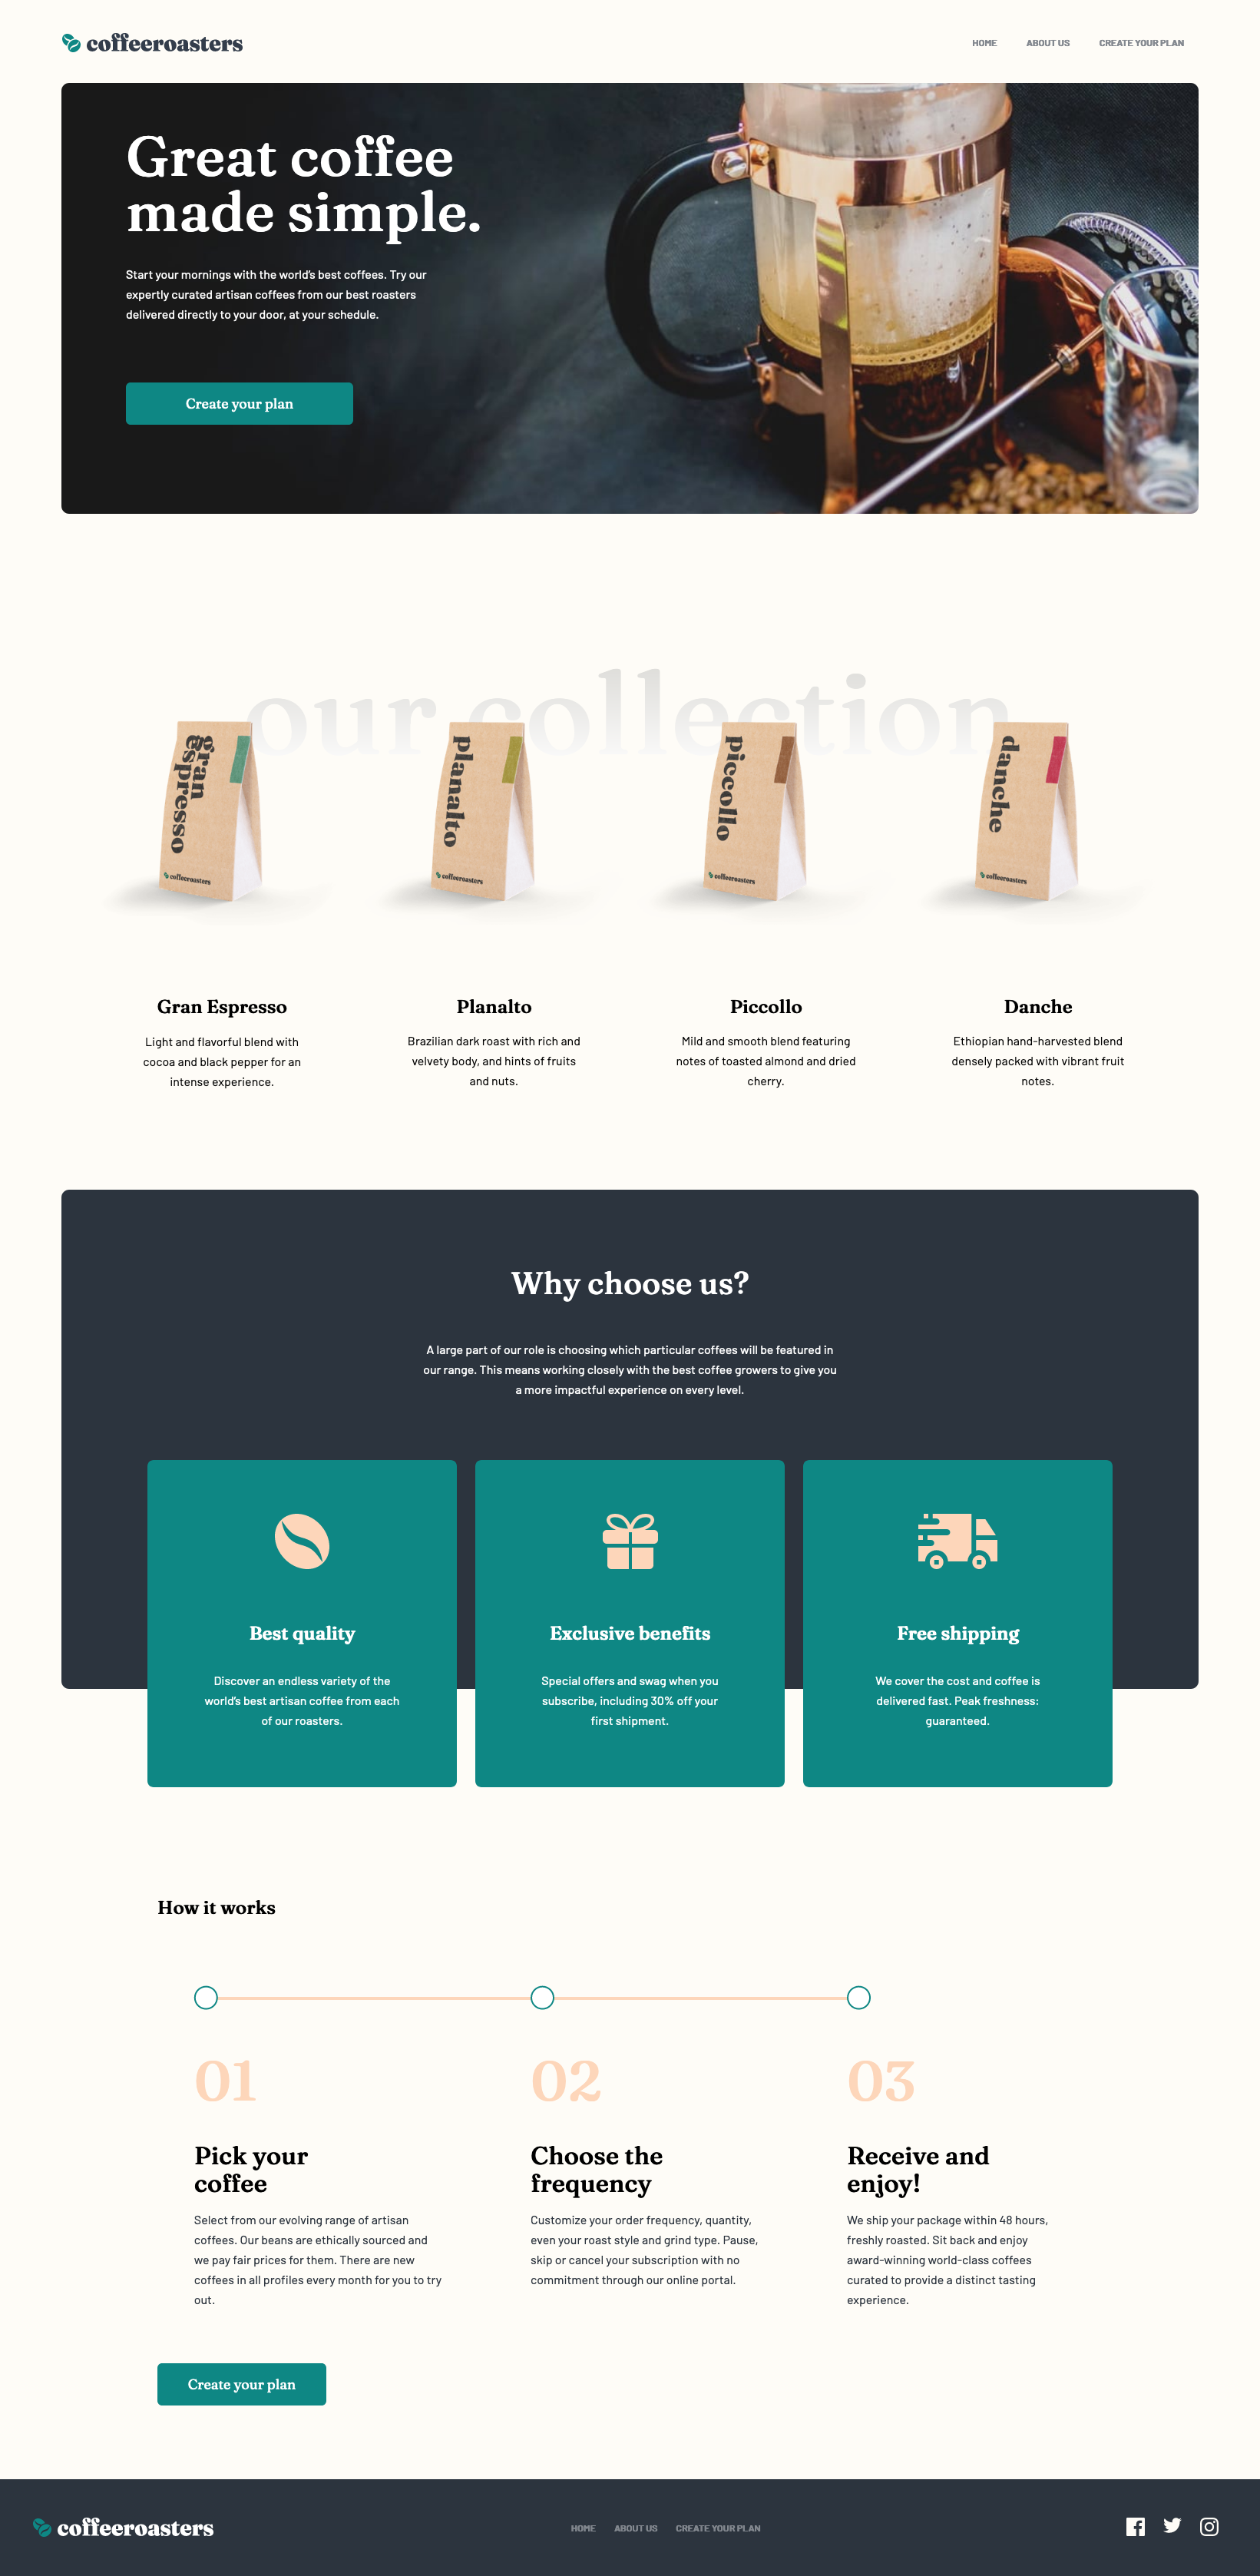 coffeeroasters
HOME ABOUT US CREATE YOUR PLAN
Great coffee
made simple.
Start your mornings with the world's best coffees. Try our
expertly curated artisan coffees from our best roasters
delivered directly to your door, at your schedule.
Create your plan
our collection
gran
espresso
coffeeroasters
planalto
coffeeroasters
piccollo
coffeeroasters
danche
coffeeroasters
Gran Espresso
Light and flavorful blend with
cocoa and black pepper for an
intense experience.
Planalto
Brazilian dark roast with rich and
velvety body, and hints of fruits
and nuts.
Piccollo
Mild and smooth blend featuring
notes of toasted almond and dried
cherry.
Danche
Ethiopian hand-harvested blend
densely packed with vibrant fruit
notes.
Why choose us?
A large part of our role is choosing which particular coffees will be featured in
our range. This means working closely with the best coffee growers to give you
a more impactful experience on every level.
Best quality
Discover an endless variety of the
world's best artisan coffee from each
of our roasters.
Exclusive benefits
Special offers and swag when you
subscribe, including 30% off your
first shipment.
Free shipping
We cover the cost and coffee is
delivered fast. Peak freshness:
guaranteed.
How it works
01
Pick your
coffee
Select from our evolving range of artisan
coffees. Our beans are ethically sourced and
we pay fair prices for them. There are new
coffees in all profiles every month for you to try
out.
02
Choose the
frequency
Customize your order frequency, quantity,
even your roast style and grind type. Pause,
skip or cancel your subscription with no
commitment through our online portal.
03
Receive and
enjoy!
We ship your package within 48 hours,
freshly roasted. Sit back and enjoy
award-winning world-class coffees
curated to provide a distinct tasting
experience.
Create your plan
coffeeroasters
HOME ABOUT US CREATE YOUR PLAN